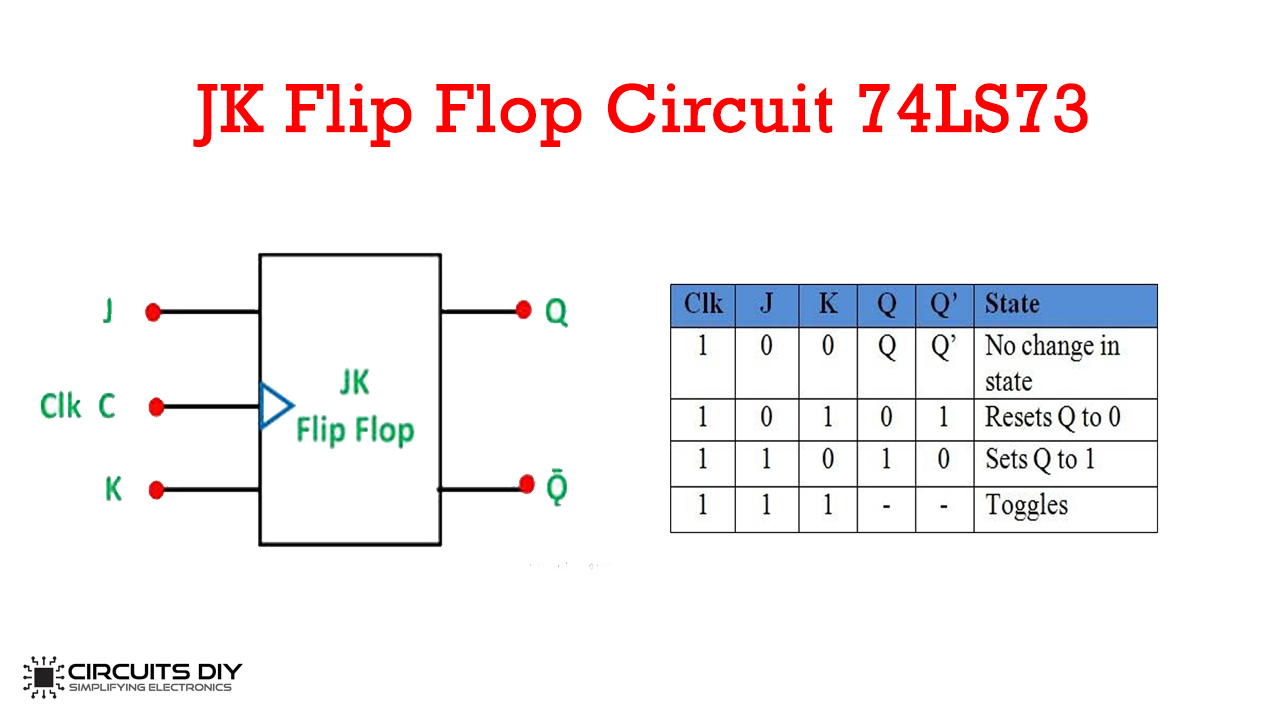 JK Flip Flop Circuit 74LS73
J
Q
Clk C
JK
Flip Flop
K
Q̄
Clk J K Q Q’ State
1 0 0 Q Q’ No change in
state
1 0 1 0 1 Resets Q to 0
1 1 0 1 0 Sets Q to 1
1 1 1 - - Toggles
CIRCUITS DIY
SIMPLIFYING ELECTRONICS